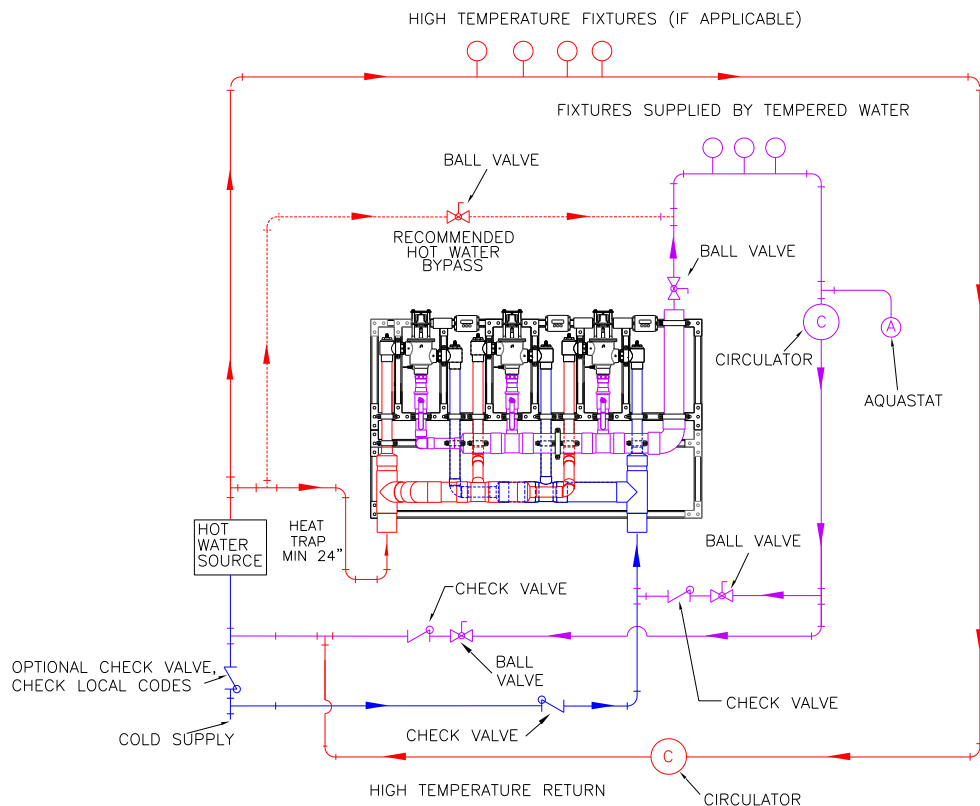 HIGH TEMPERATURE FIXTURES (IF APPLICABLE)
FIXTURES SUPPLIED BY TEMPERED WATER
BALL VALVE
RECOMMENDED
HOT WATER
BYPASS
BALL VALVE
C
A
CIRCULATOR
AQUASTAT
HOT
WATER
SOURCE
HEAT
TRAP
MIN 24"
BALL VALVE
CHECK VALVE
OPTIONAL CHECK VALVE,
CHECK LOCAL CODES
BALL
VALVE
CHECK VALVE
COLD SUPPLY
CHECK VALVE
C
HIGH TEMPERATURE RETURN
CIRCULATOR